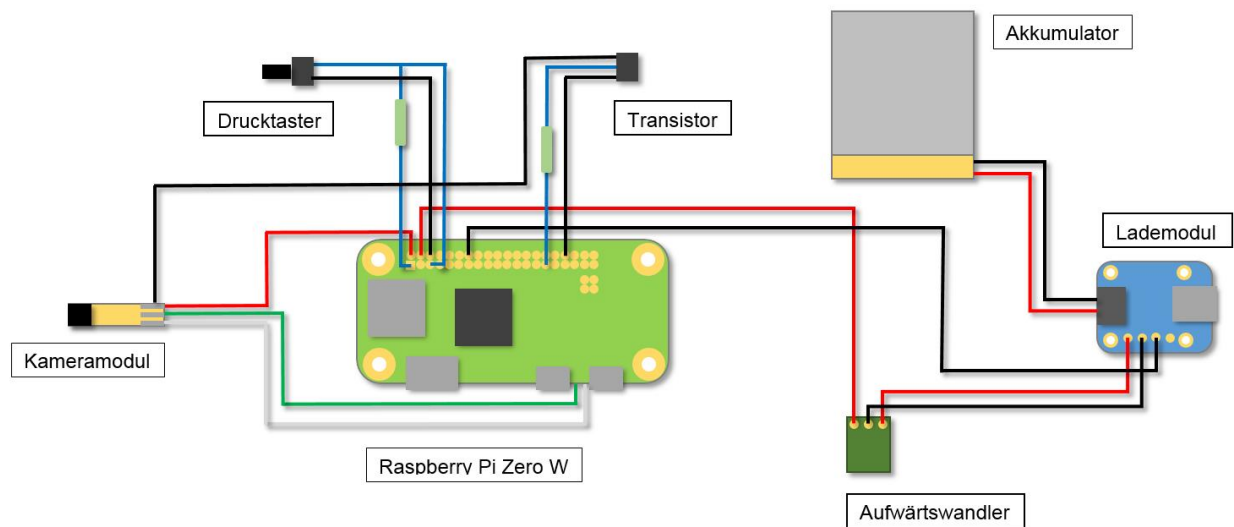 Akkumulator
Drucktaster
Transistor
Lademodul
Kameramodul
Raspberry Pi Zero W
Aufwärtswandler